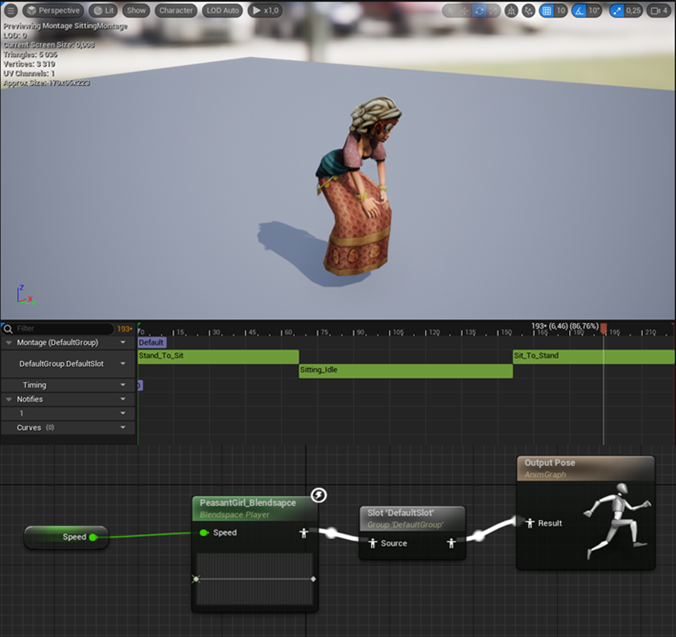 Perspective Lit Show Character LOD Auto x1,0 10 10° 0,25 4
Previewing Montage SittingMontage
LOD: 0
Current Screen Size: 0,908
Triangles: 5 035
Vertices: 3 319
UV Channels: 1
Approx Size: 170x95x223
Z
X
Filter 193* 0 15 30 45 60 75 90 105 120 135 150 193* (6,46) (86,76%) 195 210
Montage (DefaultGroup) Default
DefaultGroup.DefaultSlot Stand_To_Sit Sit_To_Stand
Sitting_Idle
Timing
Notifies
1
Curves (0)
Output Pose
AnimGraph
PeasantGirl_Blendsapce
Blendspace Player
Slot 'DefaultSlot'
Group 'DefaultGroup'
Speed Speed Source Result